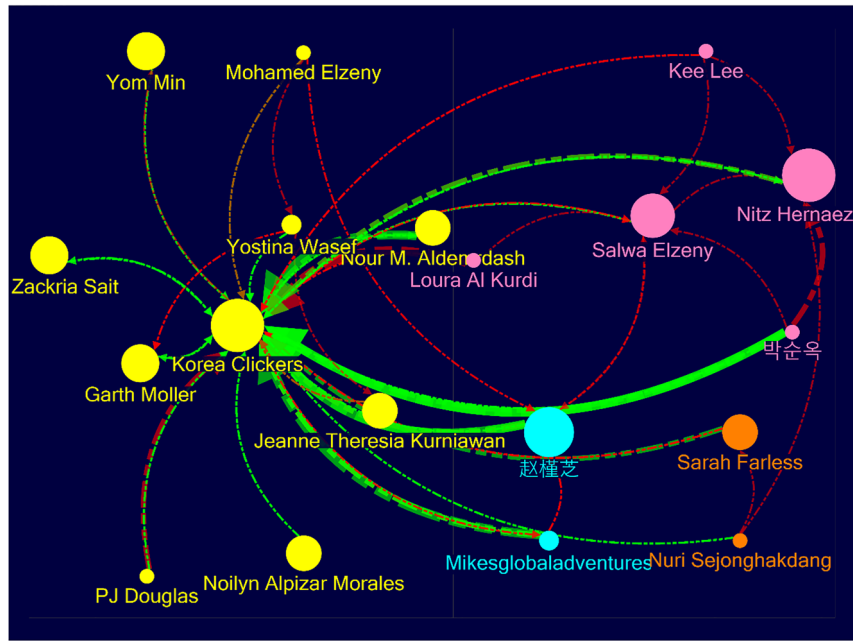 Yom Min
Mohamed Elzeny
Kee Lee
Nitz Hernaez
Yostina Wasef
Salwa Elzeny
Nour M. Aldemrdash
Loura Al Kurdi
Zackria Sait
Korea Clickers
박순옥
Garth Moller
Jeanne Theresia Kurniawan
赵槿芝
Sarah Farless
Mikesglobaladventures
Nuri Sejonghakdang
Noilyn Alpizar Morales
PJ Douglas